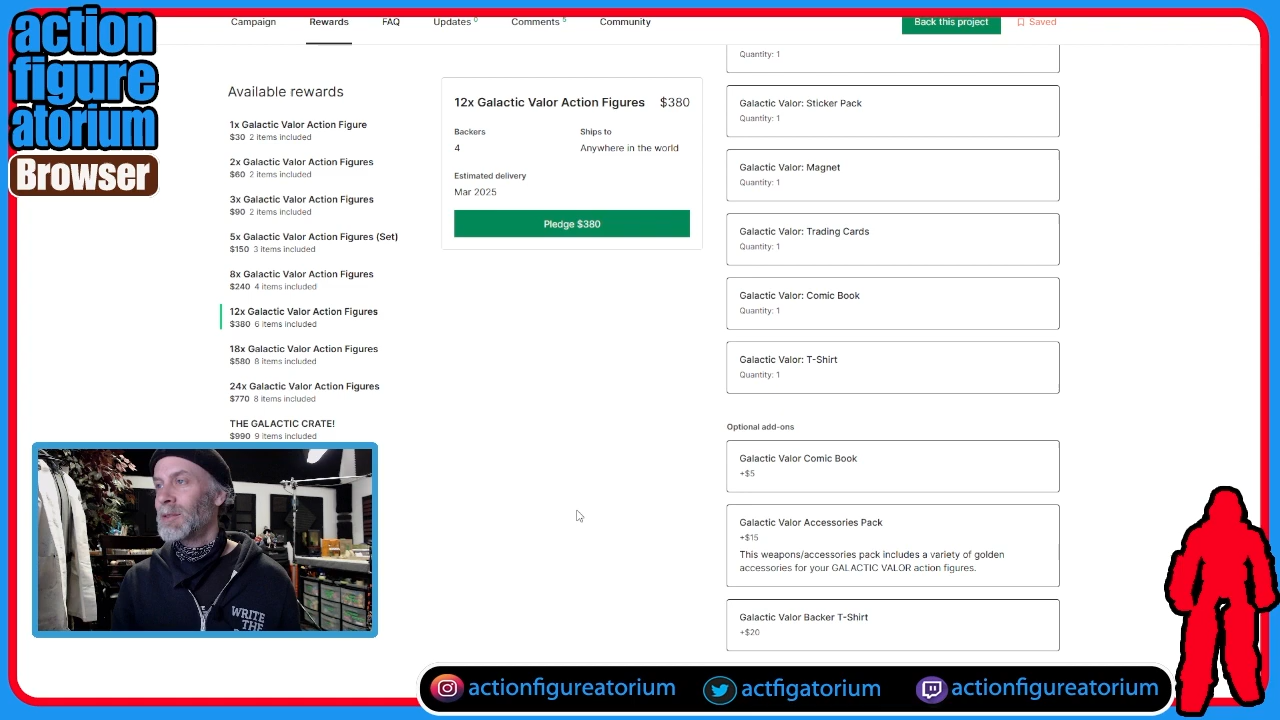 action
figure
atorium
Browser
Campaign
Rewards
FAQ
Updates 0
Comments 5
Community
Back this project
Saved
Available rewards
1x Galactic Valor Action Figure
$30 2 items included
2x Galactic Valor Action Figures
$60 2 items included
3x Galactic Valor Action Figures
$90 2 items included
5x Galactic Valor Action Figures (Set)
$150 3 items included
8x Galactic Valor Action Figures
$240 4 items included
12x Galactic Valor Action Figures
$380 6 items included
18x Galactic Valor Action Figures
$580 8 items included
24x Galactic Valor Action Figures
$770 8 items included
THE GALACTIC CRATE!
$990 9 items included
12x Galactic Valor Action Figures $380
Backers
4
Ships to
Anywhere in the world
Estimated delivery
Mar 2025
Pledge $380
Quantity: 1
Galactic Valor: Sticker Pack
Quantity: 1
Galactic Valor: Magnet
Quantity: 1
Galactic Valor: Trading Cards
Quantity: 1
Galactic Valor: Comic Book
Quantity: 1
Galactic Valor: T-Shirt
Quantity: 1
Optional add-ons
Galactic Valor Comic Book
+$5
Galactic Valor Accessories Pack
+$15
This weapons/accessories pack includes a variety of golden
accessories for your GALACTIC VALOR action figures.
Galactic Valor Backer T-Shirt
+$20
WRITE
THE
actionfigureatorium
actfigatorium
actionfigureatorium